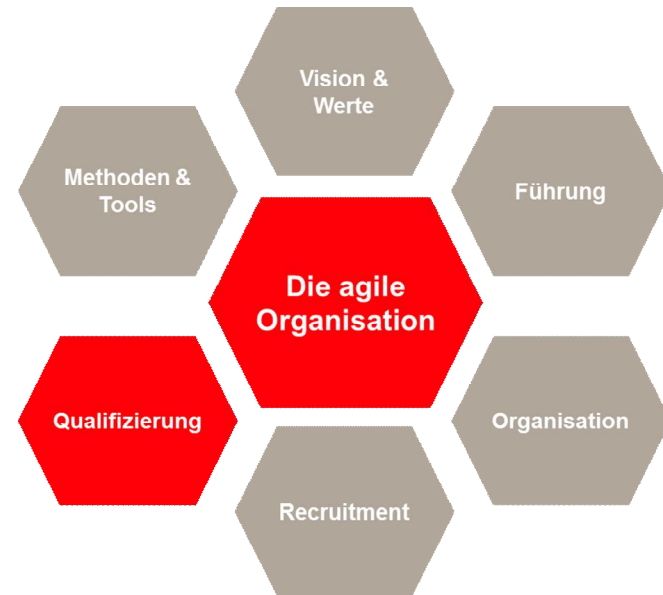 Vision &
Werte
Methoden &
Tools
Führung
Die agile
Organisation
Qualifizierung
Organisation
Recruitment